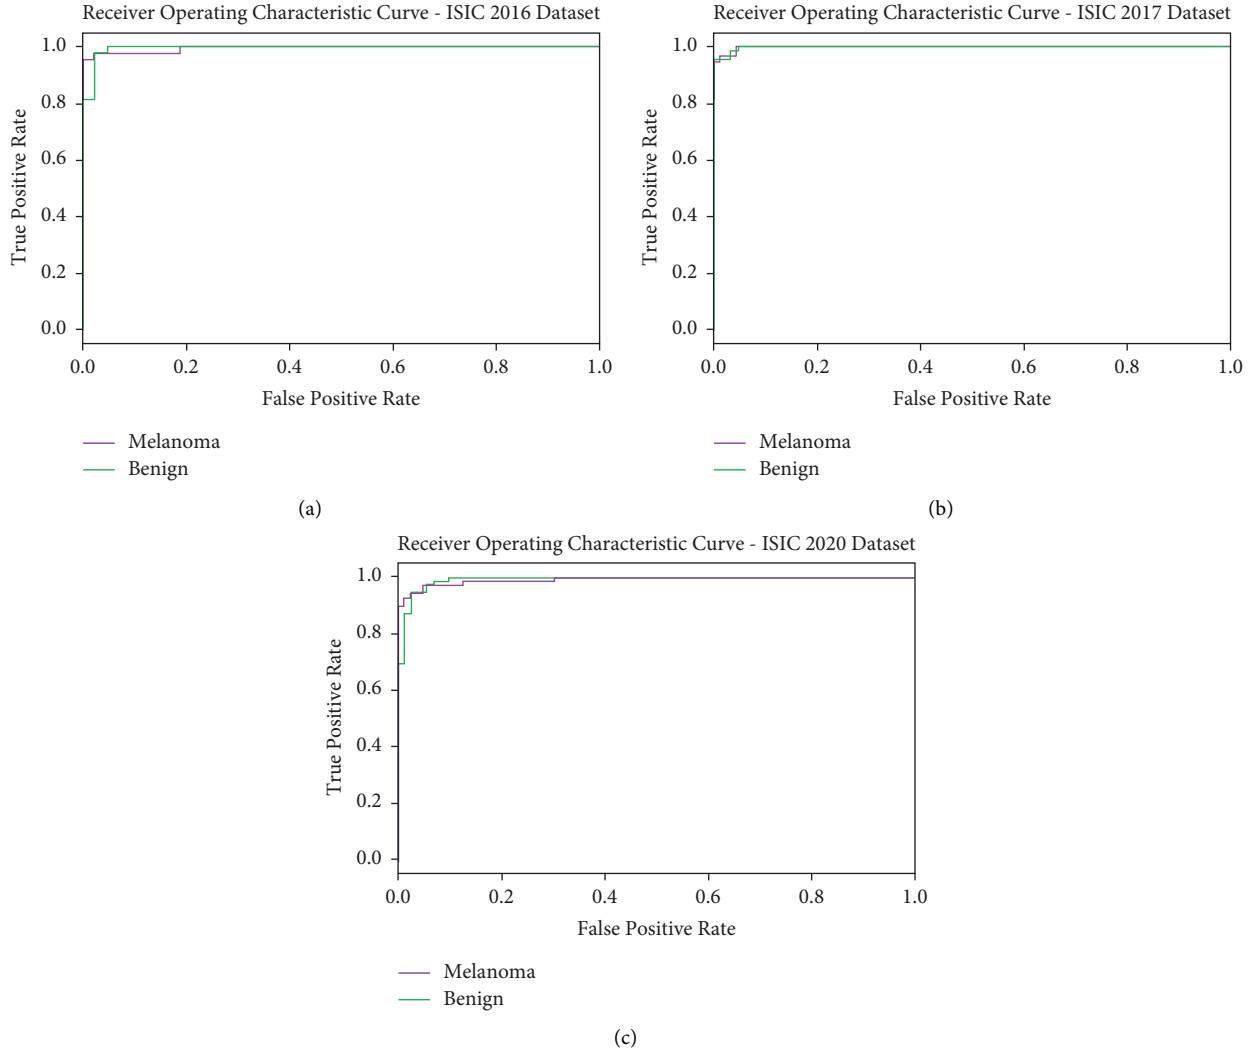 Receiver Operating Characteristic Curve - ISIC 2016 Dataset
True Positive Rate
1.0
0.8
0.6
0.4
0.2
0.0
0.0 0.2 0.4 0.6 0.8 1.0
False Positive Rate
Melanoma
Benign
(a)
Receiver Operating Characteristic Curve - ISIC 2017 Dataset
True Positive Rate
1.0
0.8
0.6
0.4
0.2
0.0
0.0 0.2 0.4 0.6 0.8 1.0
False Positive Rate
Melanoma
Benign
(b)
Receiver Operating Characteristic Curve - ISIC 2020 Dataset
True Positive Rate
1.0
0.8
0.6
0.4
0.2
0.0
0.0 0.2 0.4 0.6 0.8 1.0
False Positive Rate
Melanoma
Benign
(c)